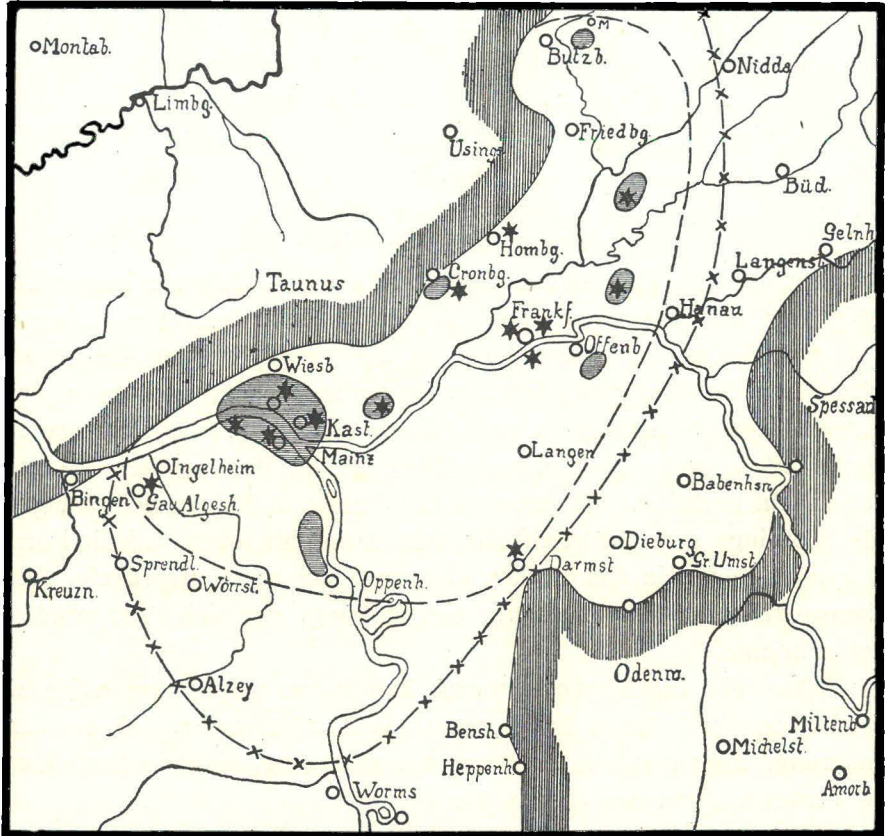 Montab.
M
Butzb.
Nidda
Limbg.
Using.
Friedbg.
Büd.
Hombg.
Gelnh
Cronbg.
Langenst.
Taunus
Frankf.
Hanau
Offenb
Wiesb
Spessart
Kast.
Mainz
Langen
Ingelheim
Bingen
Gau Algesh.
Babenhsn.
Dieburg
Gr. Umst
Darmst
Sprendl.
Wörrst.
Oppenh.
Kreuzn.
Odenw.
Alzey
Miltenb
Bensh
Michelst.
Heppenh
Amorb
Worms